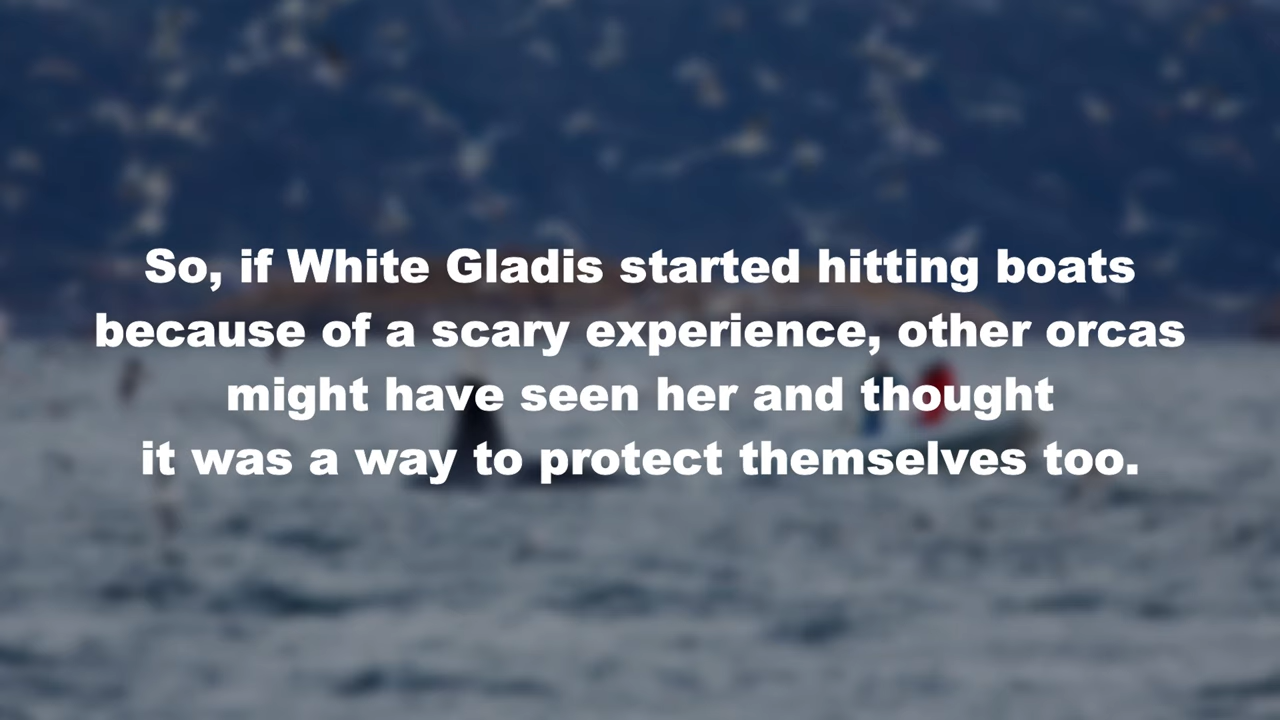 So, if White Gladis started hitting boats
because of a scary experience, other orcas
might have seen her and thought
it was a way to protect themselves too.